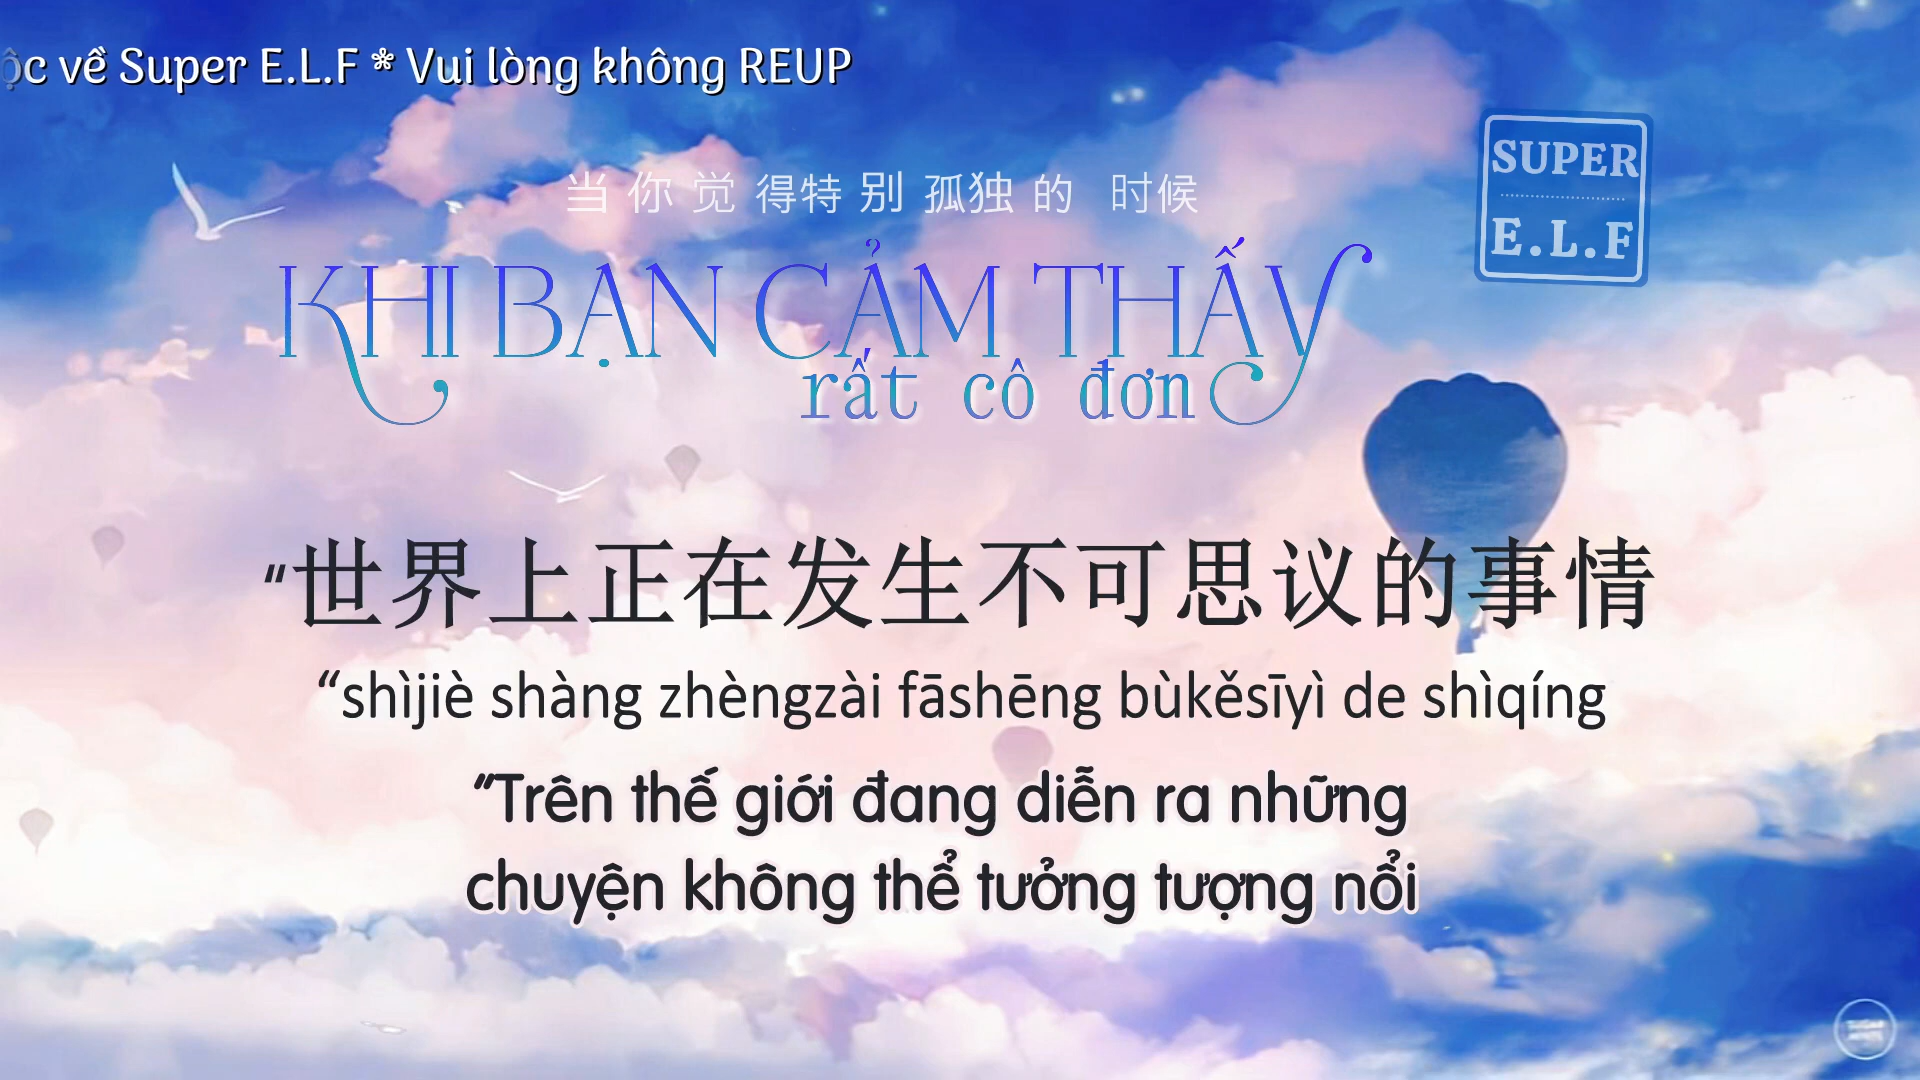 về Super E.L.F * Vui lòng không REUP
SUPER
E.L.F
当 你 觉 得特 别 孤独 的 时候
KHI BẠN CẢM THẤY
rất cô đơn
“世界上正在发生不可思议的事情
“shìjiè shàng zhèngzài fāshēng bùkěsīyì de shìqíng
“Trên thế giới đang diễn ra những
chuyện không thể tưởng tượng nổi